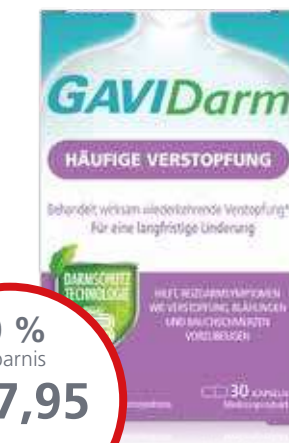 GAVIDarm
HÄUFIGE VERSTOPFUNG
Behandelt wirksam wiederkehrende Verstopfung*
Für eine langfristige Linderung
DARMSCHUTZ
TECHNOLOGIE
HILFT, REIZDARMSYMPTOMEN
WIE VERSTOPFUNG, BLÄHUNGEN
UND BAUCHSCHMERZEN
VORZUBEUGEN
%
parnis
7,95
30 KAPSELN
Medizinprodukt